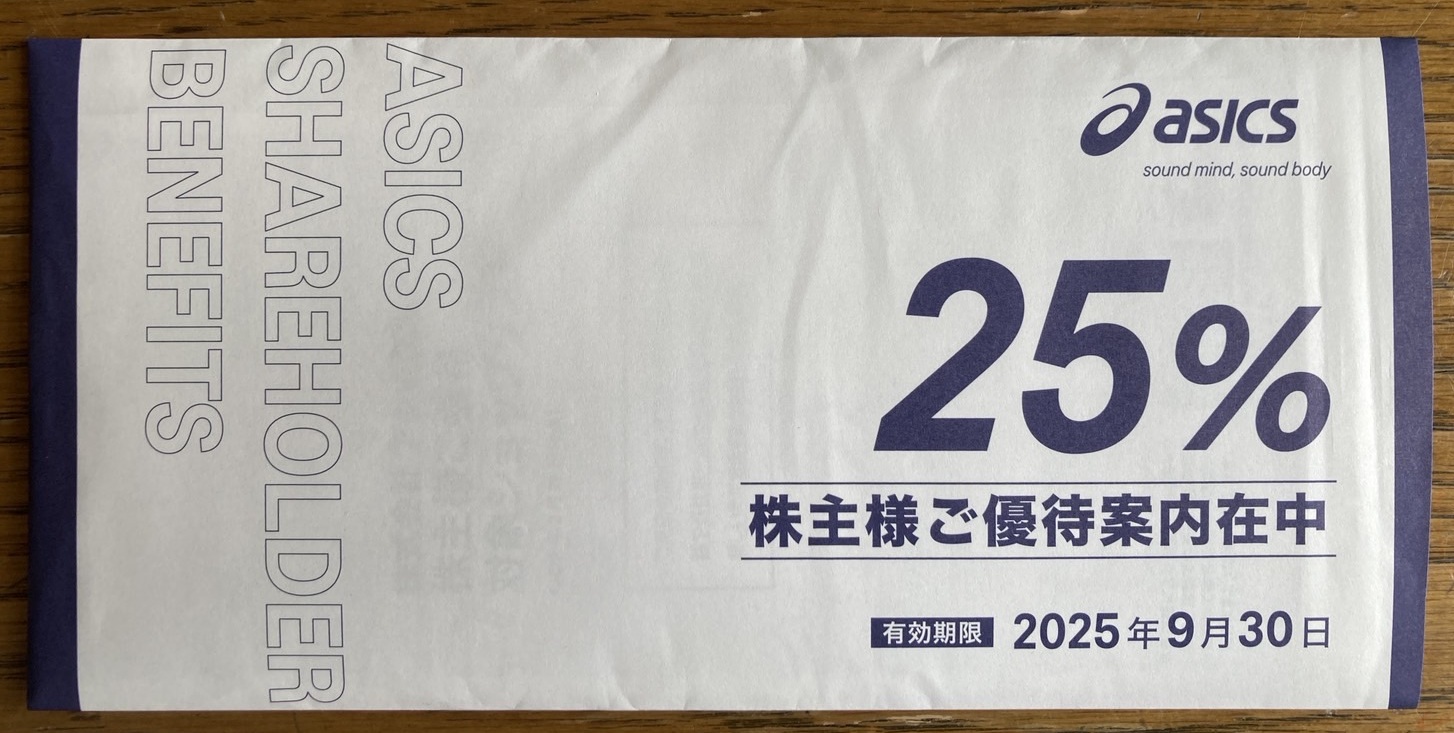 ASICS
SHAREHOLDER
BENEFITS
asics
sound mind, sound body
25%
株主様ご優待案内在中
有効期限 2025年9月30日